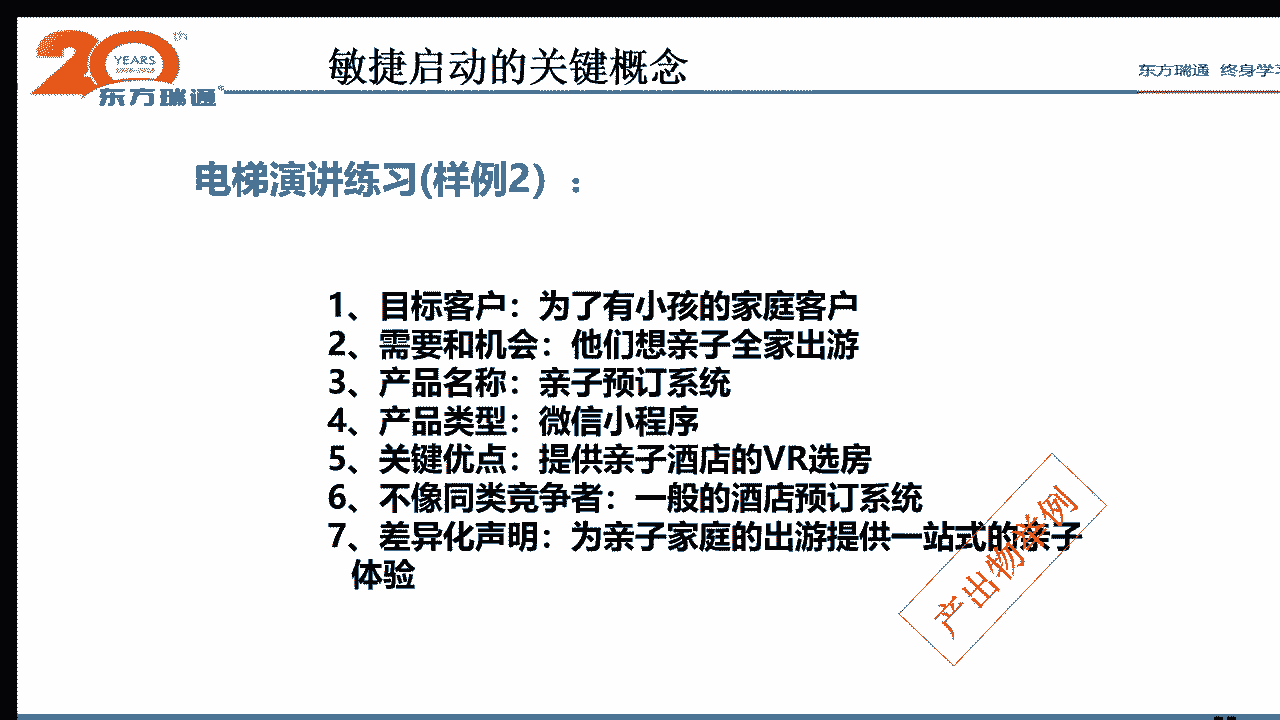 20th
YEARS
东方瑞通
敏捷启动的关键概念
东方瑞通 终身学习
电梯演讲练习(样例2) ：
1、目标客户：为了有小孩的家庭客户
2、需要和机会：他们想亲子全家出游
3、产品名称：亲子预订系统
4、产品类型：微信小程序
5、关键优点：提供亲子酒店的VR选房
6、不像同类竞争者：一般的酒店预订系统
7、差异化声明：为亲子家庭的出游提供一站式的亲子
体验
产出物举例